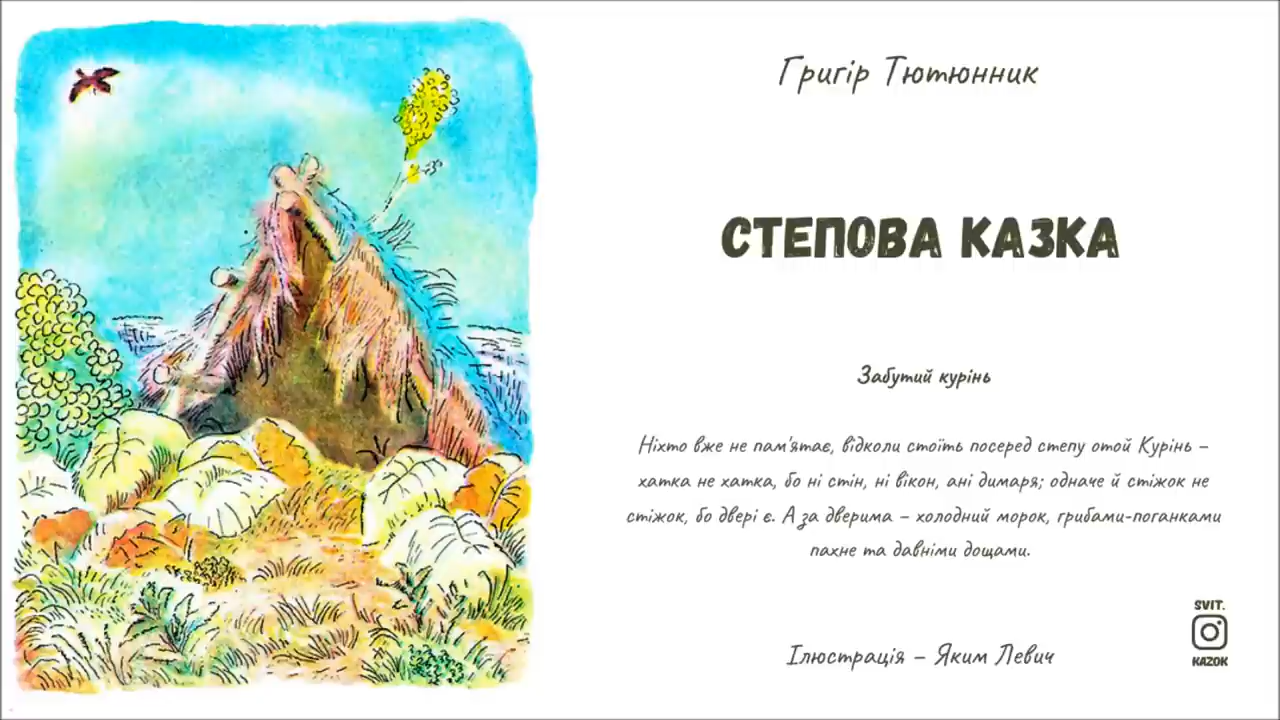 Григір Тютюнник
СТЕПОВА КАЗКА
Забутий курінь
Ніхто вже не пам'ятає, відколи стоїть посеред степу отой Курінь –
хатка не хатка, бо ні стін, ні вікон, ані димаря; одначе й стіжок не
стіжок, бо двері є. А за дверима – холодний морок, грибами-поганками
пахне та давніми дощами.
SVIT.
KAZOK
Ілюстрація – Яким Левич